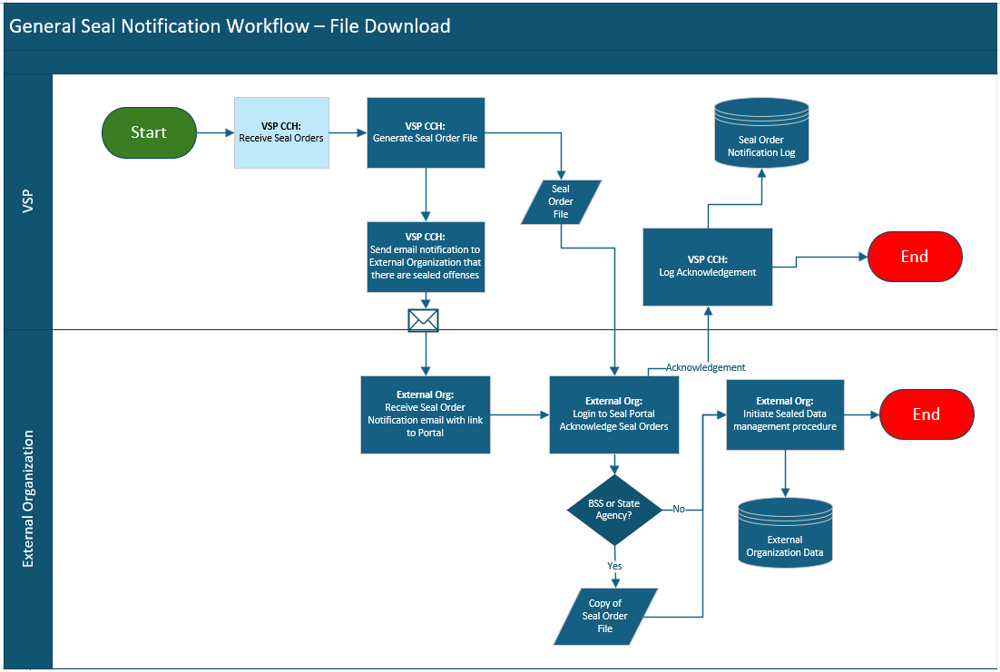 General Seal Notification Workflow – File Download
VSP
Start
VSP CCH:
Receive Seal Orders
VSP CCH:
Generate Seal Order File
Seal
Order
File
Seal Order
Notification Log
VSP CCH:
Send email notification to
External Organization that
there are sealed offenses
VSP CCH:
Log Acknowledgement
End
External Organization
Acknowledgement
External Org:
Receive Seal Order
Notification email with link
to Portal
External Org:
Login to Seal Portal
Acknowledge Seal Orders
External Org:
Initiate Sealed Data
management procedure
End
BSS or State
Agency?
No
Yes
External
Organization Data
Copy of
Seal Order
File